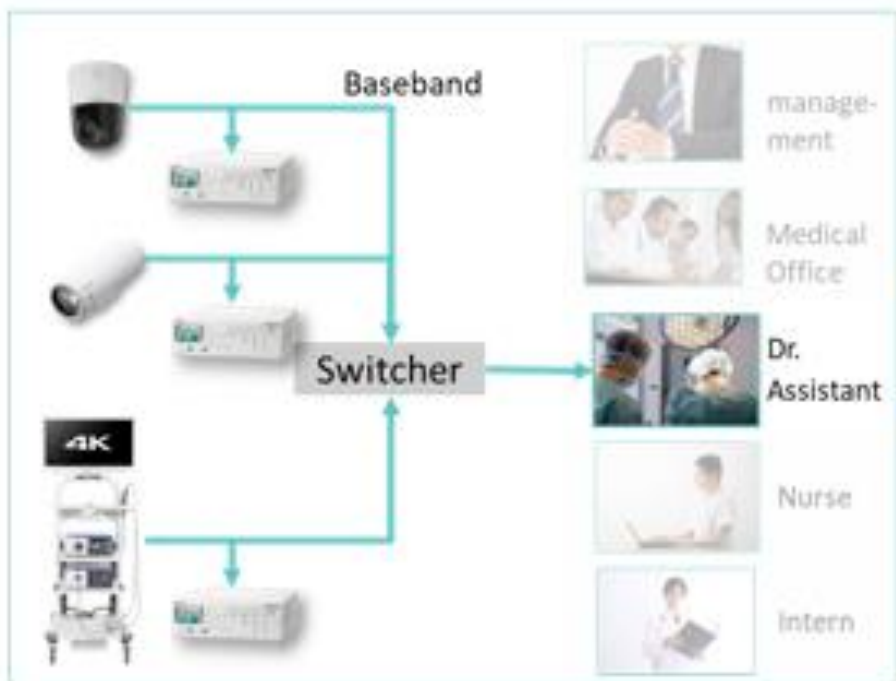 Baseband
manage-
ment
Medical
Office
Switcher
Dr.
Assistant
4K
Nurse
Intern